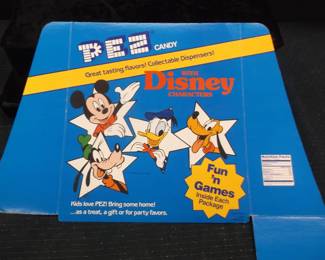 PEZ CANDY
Great tasting flavors! Collectable Dispensers!
WITH
Disney
CHARACTERS
Fun
'n
Games
Inside Each
Package
Kids love PEZ! Bring some home!
...as a treat, a gift or for party favors.